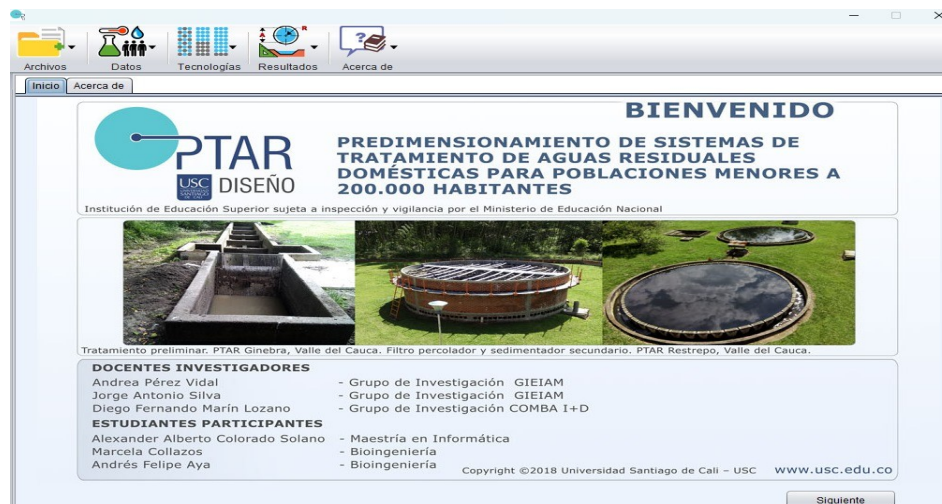 Archivos
Datos
Tecnologías
Resultados
Acerca de
Inicio
Acerca de
BIENVENIDO
PTAR
USC DISEÑO
PREDIMENSIONAMIENTO DE SISTEMAS DE
TRATAMIENTO DE AGUAS RESIDUALES
DOMÉSTICAS PARA POBLACIONES MENORES A
200.000 HABITANTES
Institución de Educación Superior sujeta a inspección y vigilancia por el Ministerio de Educación Nacional
Tratamiento preliminar. PTAR Ginebra, Valle del Cauca. Filtro percolador y sedimentador secundario. PTAR Restrepo, Valle del Cauca.
DOCENTES INVESTIGADORES
Andrea Pérez Vidal - Grupo de Investigación GIEIAM
Jorge Antonio Silva - Grupo de Investigación GIEIAM
Diego Fernando Marín Lozano - Grupo de Investigación COMBA I+D
ESTUDIANTES PARTICIPANTES
Alexander Alberto Colorado Solano - Maestría en Informática
Marcela Collazos - Bioingeniería
Andrés Felipe Aya - Bioingeniería
Copyright ©2018 Universidad Santiago de Cali – USC www.usc.edu.co
Siguiente